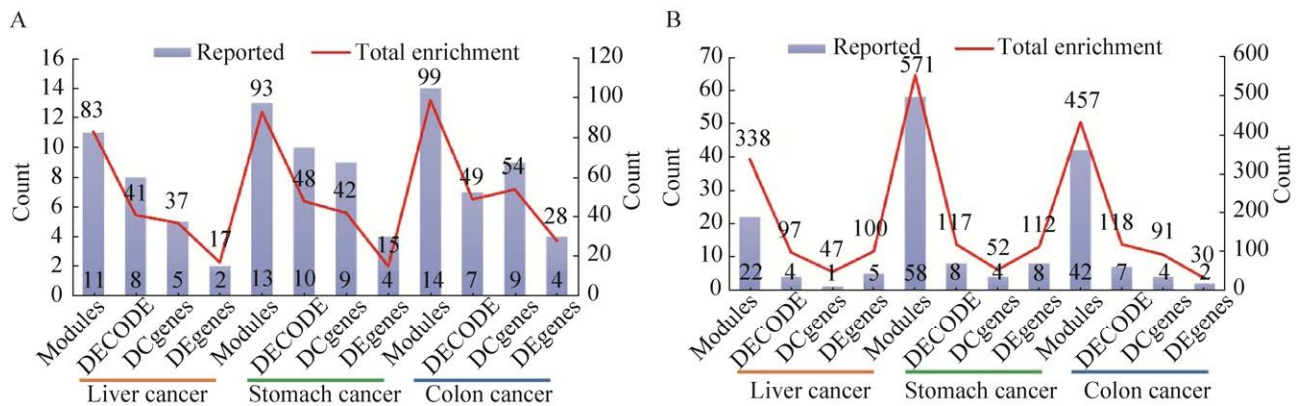 A
Reported
Total enrichment
16
14
12
10
8
6
4
2
0
Count
120
100
80
60
40
20
0
Count
83
41
37
17
93
48
42
15
99
49
54
28
11
8
5
2
13
10
9
4
14
7
9
4
Modules
DECODE
DCgenes
DEgenes
Modules
DECODE
DCgenes
DEgenes
Modules
DECODE
DCgenes
DEgenes
Liver cancer
Stomach cancer
Colon cancer
B
Reported
Total enrichment
70
60
50
40
30
20
10
0
Count
600
500
400
300
200
100
0
Count
338
97
47
100
571
117
52
112
457
118
91
30
22
4
1
5
58
8
4
8
42
7
4
2
Modules
DECODE
DCgenes
DEgenes
Modules
DECODE
DCgenes
DEgenes
Modules
DECODE
DCgenes
DEgenes
Liver cancer
Stomach cancer
Colon cancer